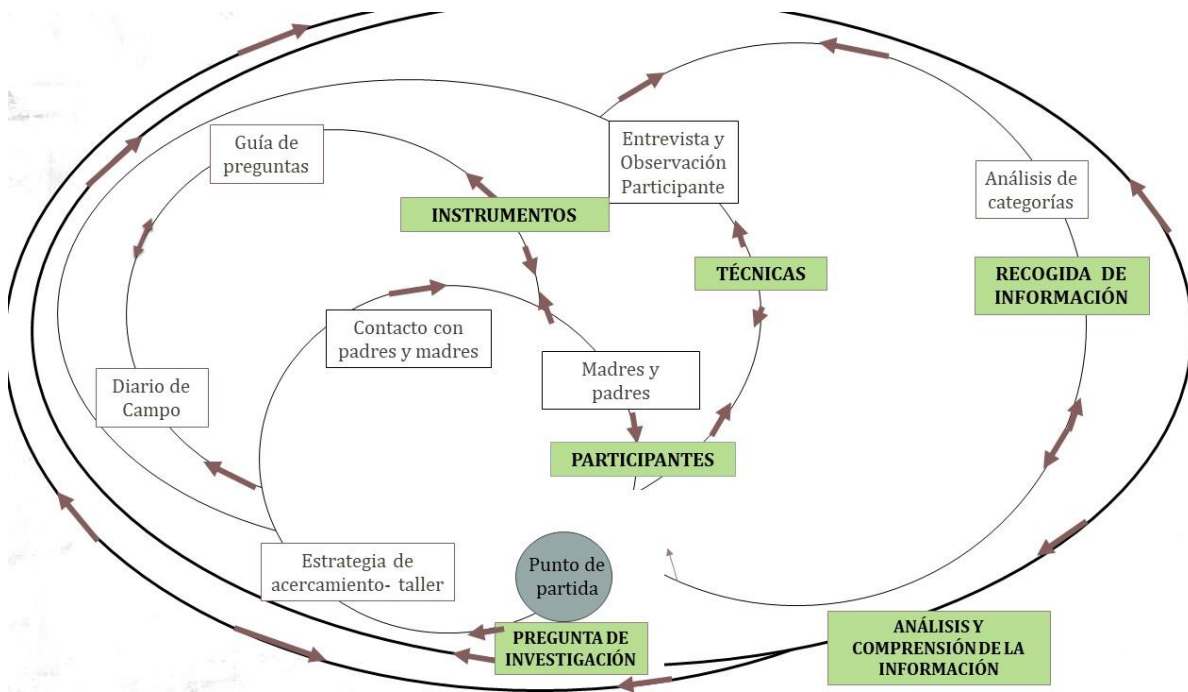 Guía de
preguntas
Entrevista y
Observación
Participante
Análisis de
categorías
INSTRUMENTOS
TÉCNICAS
RECOGIDA DE
INFORMACIÓN
Contacto con
padres y madres
Madres y
padres
Diario de
Campo
PARTICIPANTES
Estrategia de
acercamiento- taller
Punto de
partida
PREGUNTA DE
INVESTIGACIÓN
ANÁLISIS Y
COMPRENSIÓN DE LA
INFORMACIÓN